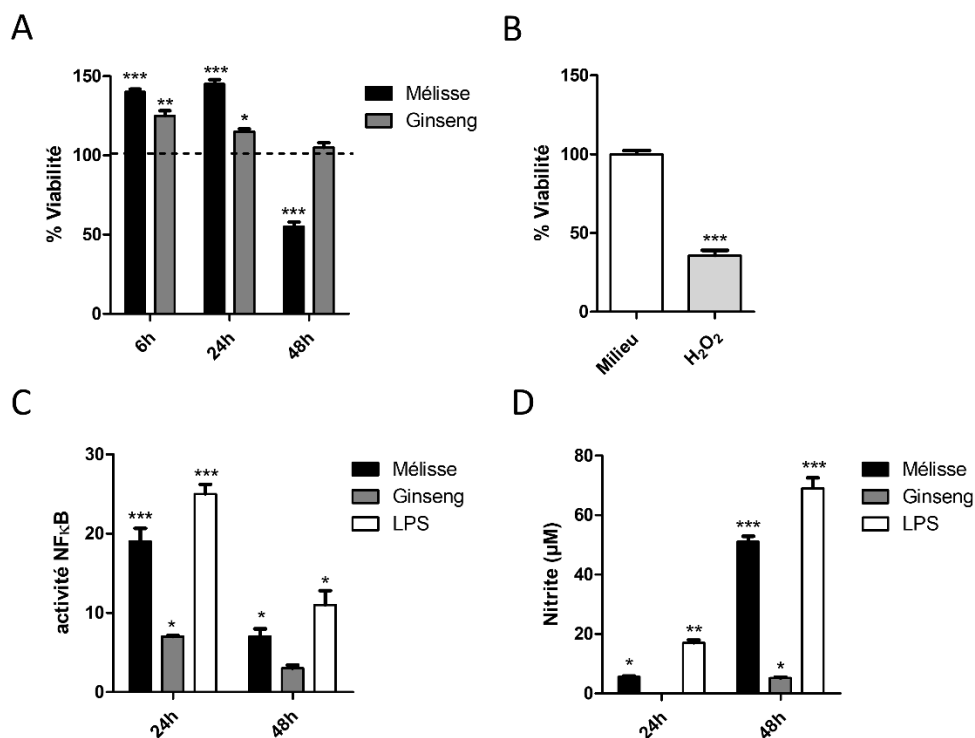 A
% Viabilité
150
100
50
0
***
**
***
*
***
6h
24h
48h
Mélisse
Ginseng
B
% Viabilité
150
100
50
0
***
Milieu
H₂O₂
C
activité NFκB
30
20
10
0
***
*
***
*
*
24h
48h
Mélisse
Ginseng
LPS
D
Nitrite (µM)
80
60
40
20
0
*
**
***
*
***
24h
48h
Mélisse
Ginseng
LPS